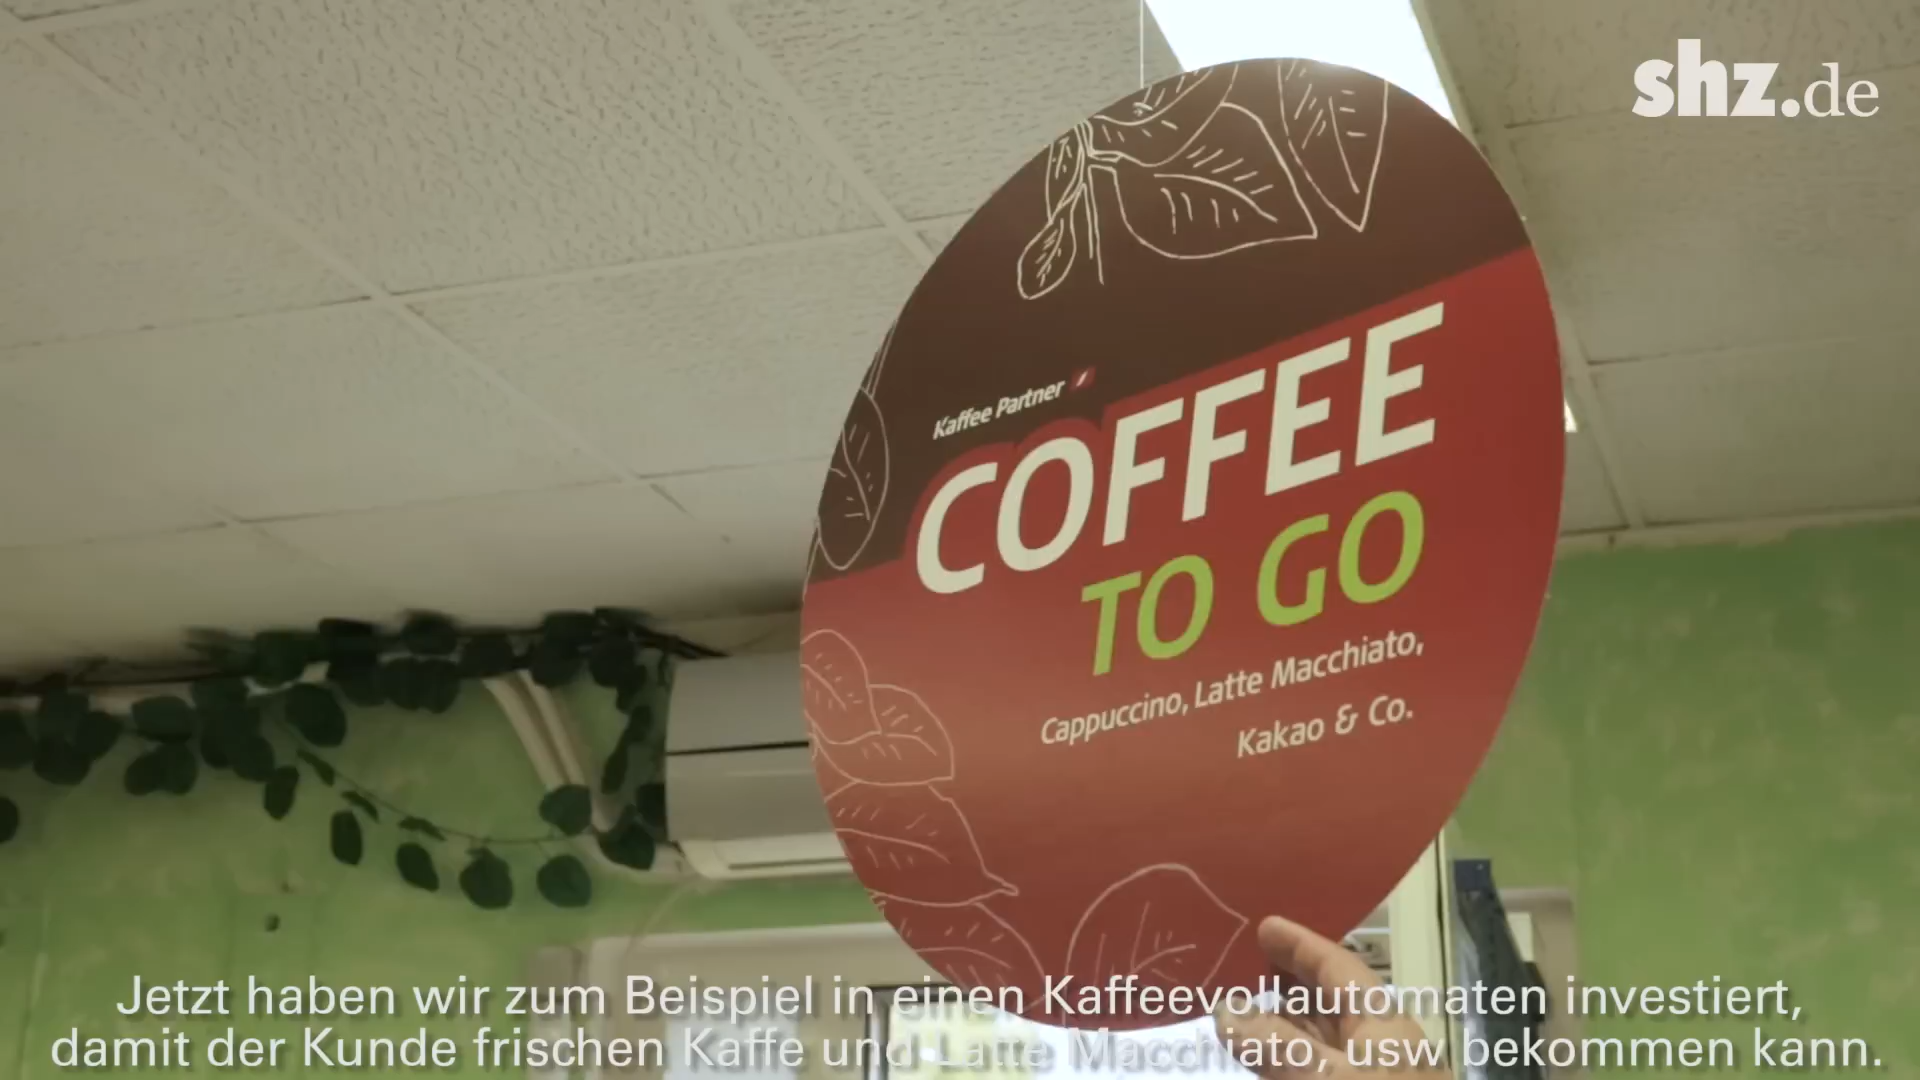 shz.de
Kaffee Partner
COFFEE
TO GO
Cappuccino, Latte Macchiato,
Kakao & Co.
Jetzt haben wir zum Beispiel in einen Kaffeevollautomaten investiert,
damit der Kunde frischen Kaffe und Latte Macchiato, usw bekommen kann.